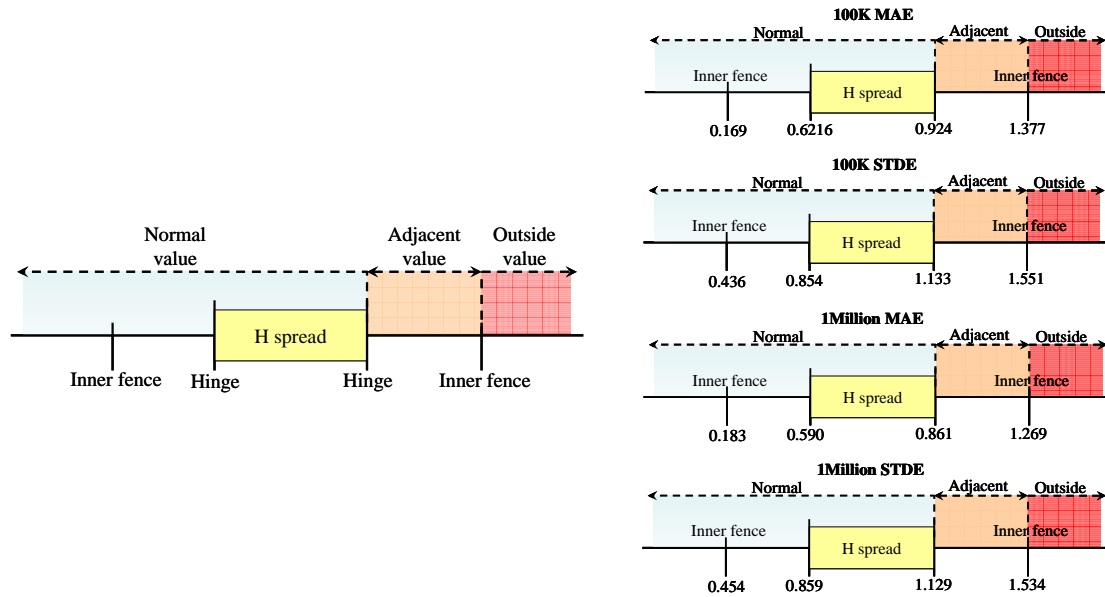 Normal
value
Adjacent
value
Outside
value
H spread
Inner fence
Hinge
Hinge
Inner fence
100K MAE
Normal
Adjacent
Outside
Inner fence
H spread
Inner fence
0.169
0.6216
0.924
1.377
100K STDE
Normal
Adjacent
Outside
Inner fence
H spread
Inner fence
0.436
0.854
1.133
1.551
1Million MAE
Normal
Adjacent
Outside
Inner fence
H spread
Inner fence
0.183
0.590
0.861
1.269
1Million STDE
Normal
Adjacent
Outside
Inner fence
H spread
Inner fence
0.454
0.859
1.129
1.534